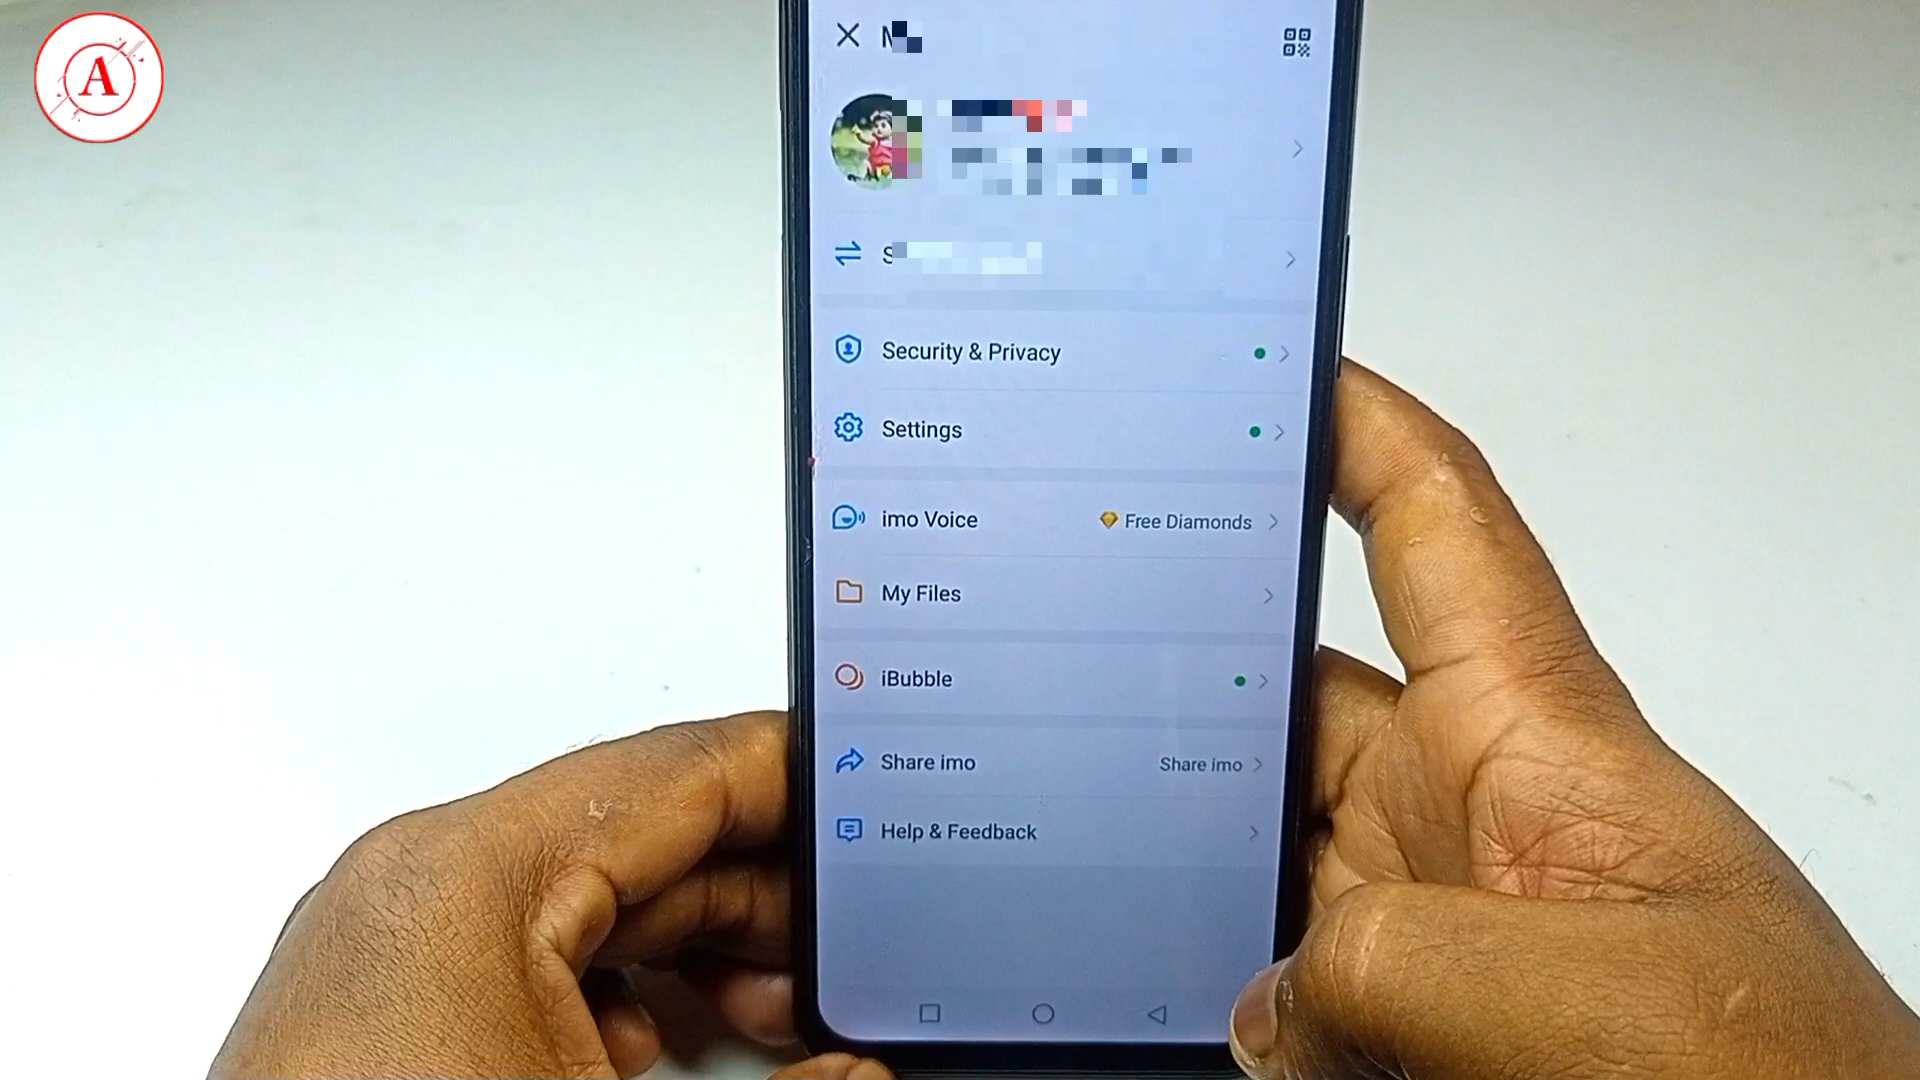 A
Security & Privacy
Settings
imo Voice
Free Diamonds
My Files
iBubble
Share imo
Share imo
Help & Feedback